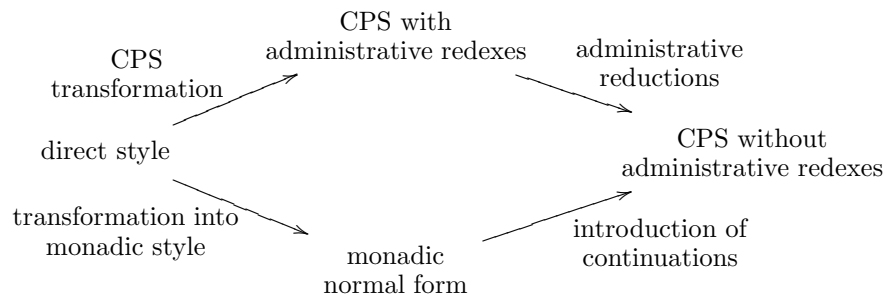 CPS with
administrative redexes
CPS
transformation
administrative
reductions
direct style
CPS without
administrative redexes
transformation into
monadic style
introduction of
continuations
monadic
normal form